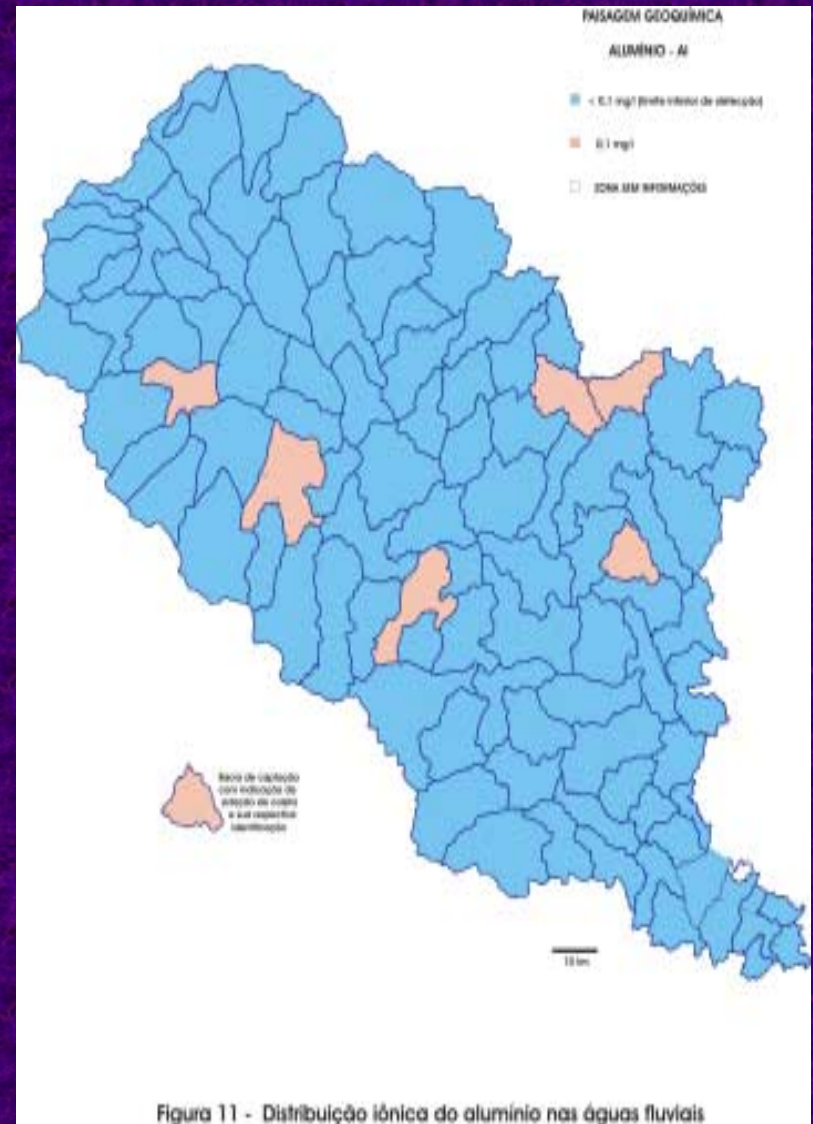 PAISAGEM GEOQUÍMICA
ALUMÍNIO - Al
< 0,1 mg/l (limite inferior de detecção)
0,1 mg/l
ZONA SEM INFORMAÇÕES
Bacia de captação
com indicação da
estação de coleta
e sua respectiva
identificação
10 km
Figura 11 - Distribuição iônica do alumínio nas águas fluviais